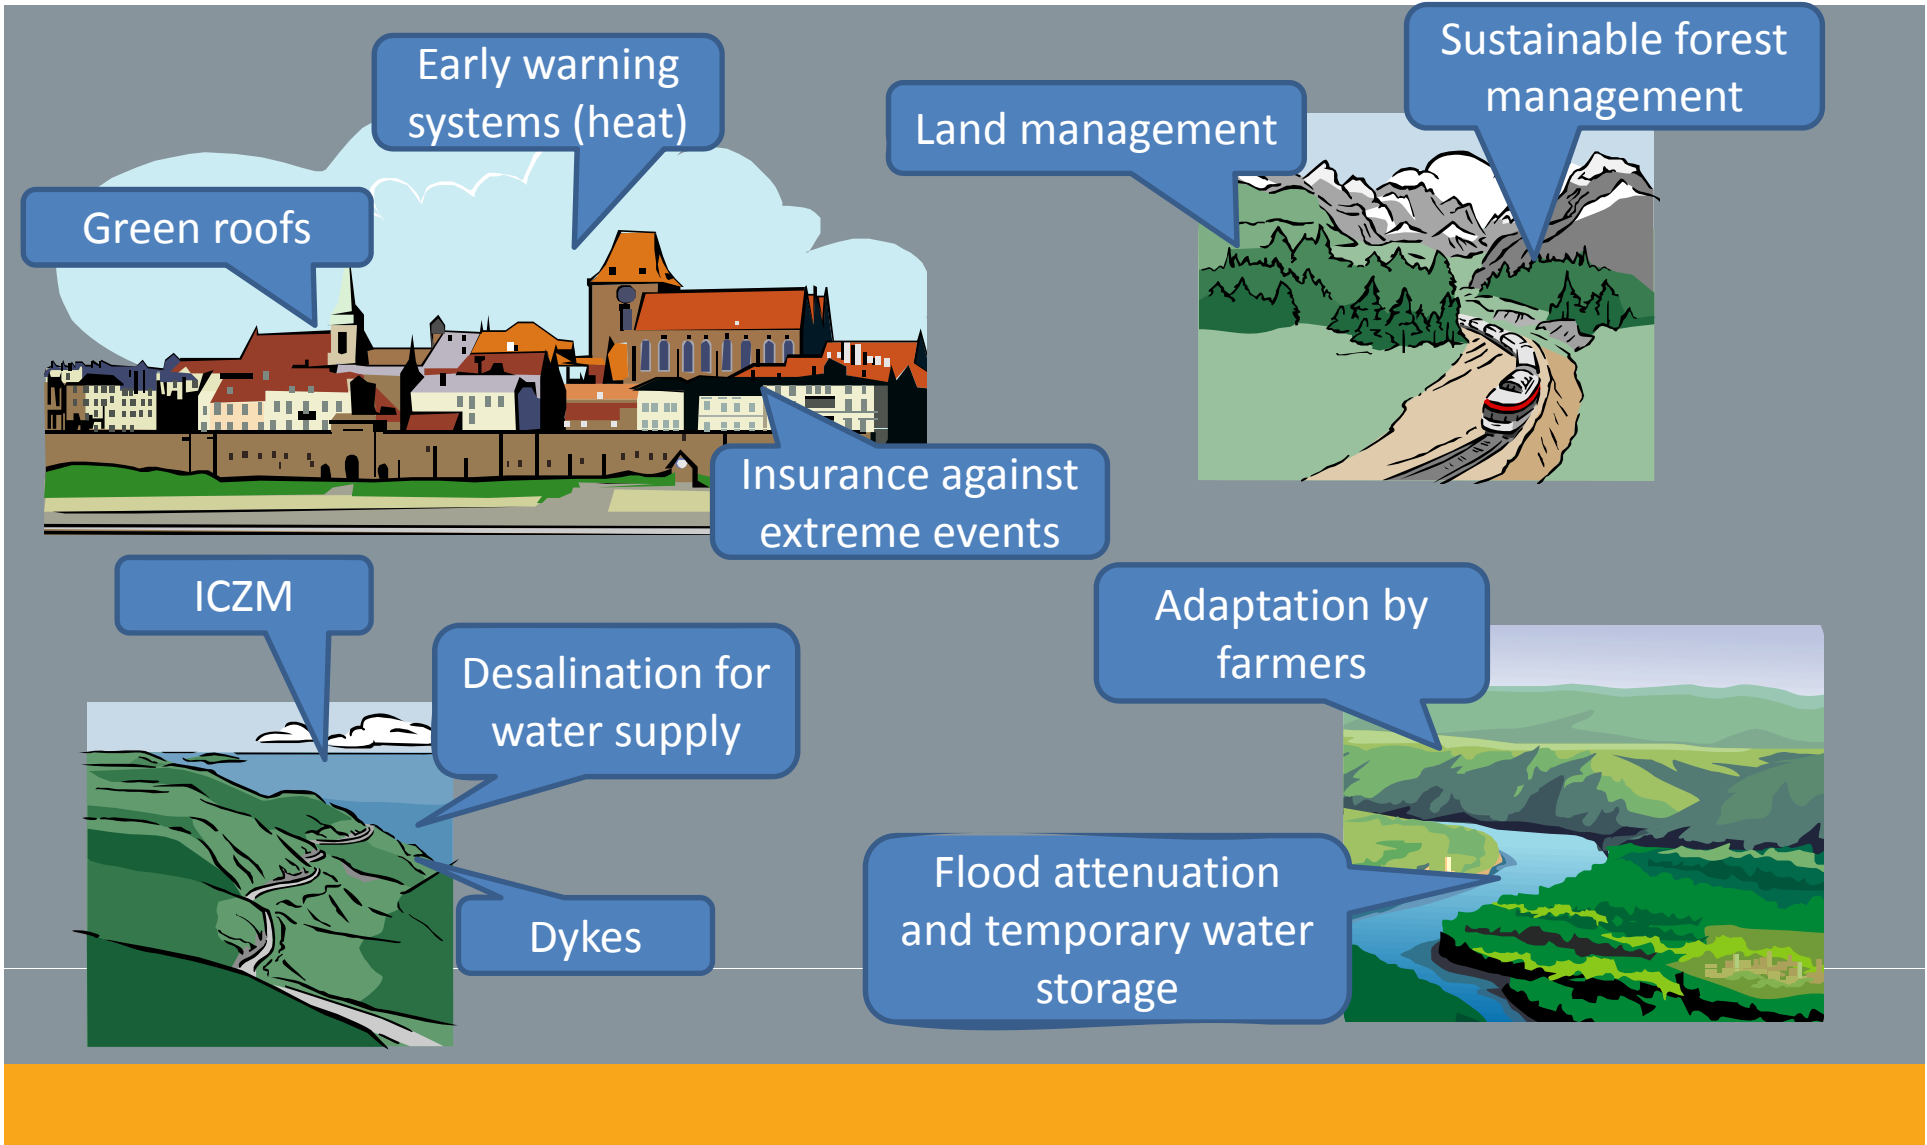 Early warning
systems (heat)
Sustainable forest
management
Land management
Green roofs
Insurance against
extreme events
ICZM
Desalination for
water supply
Adaptation by
farmers
Dykes
Flood attenuation
and temporary water
storage